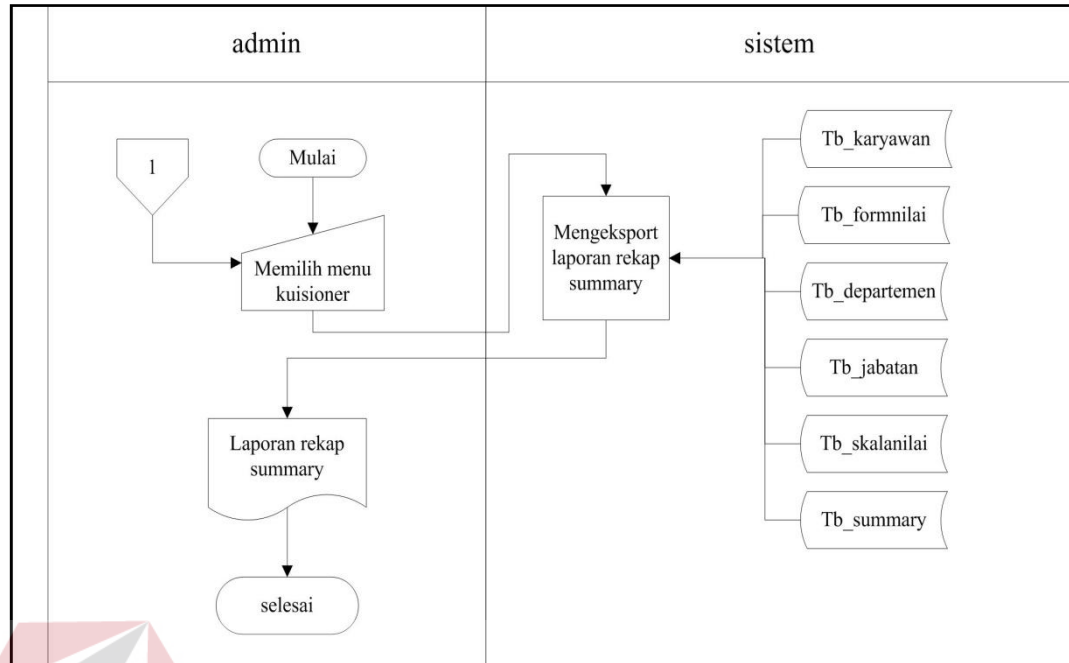 admin
sistem
1
Mulai
Memilih menu
kuisioner
Mengeksport
laporan rekap
summary
Tb_karyawan
Tb_formnilai
Tb_departemen
Tb_jabatan
Tb_skalanilai
Tb_summary
Laporan rekap
summary
selesai